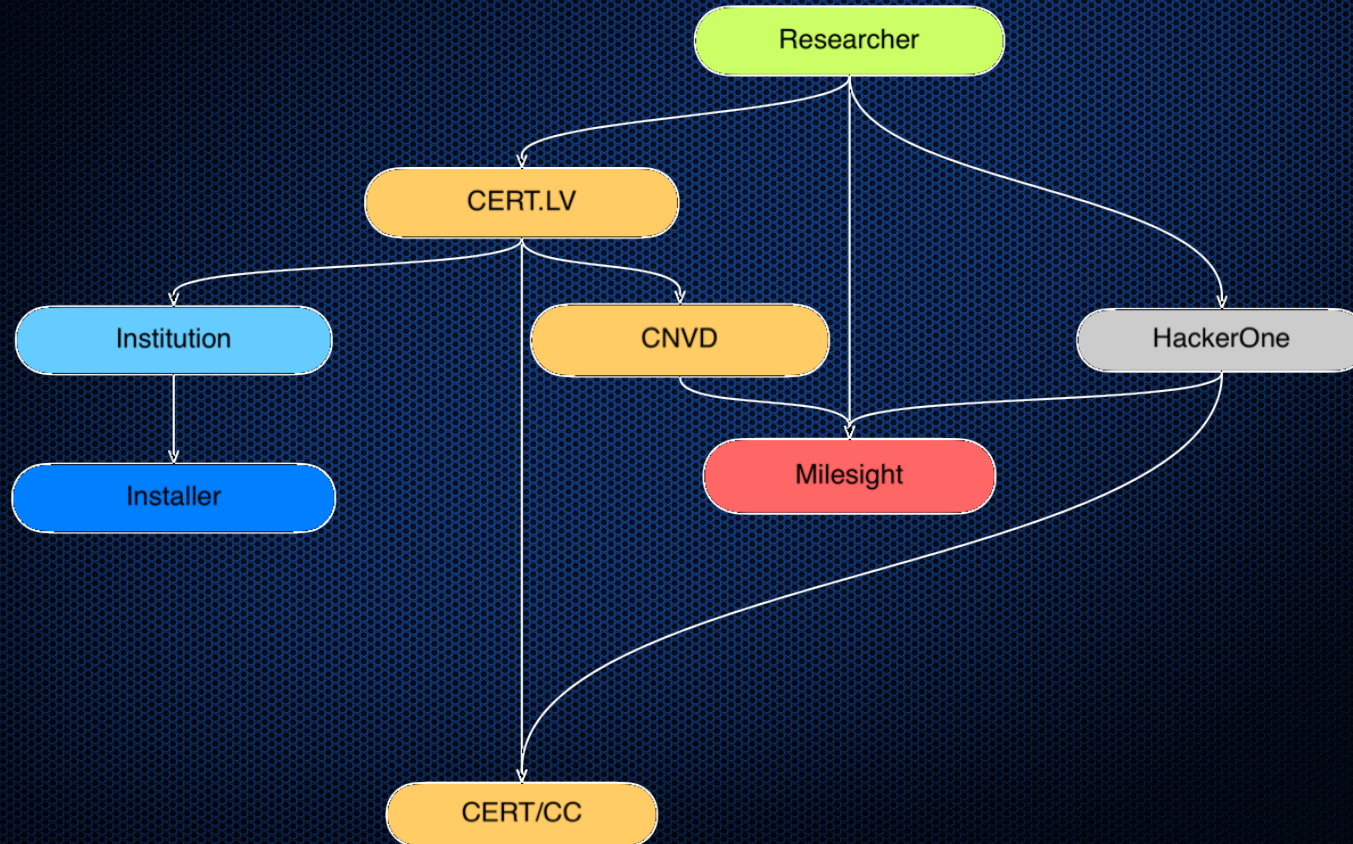 Researcher
CERT.LV
Institution
CNVD
HackerOne
Milesight
Installer
CERT/CC